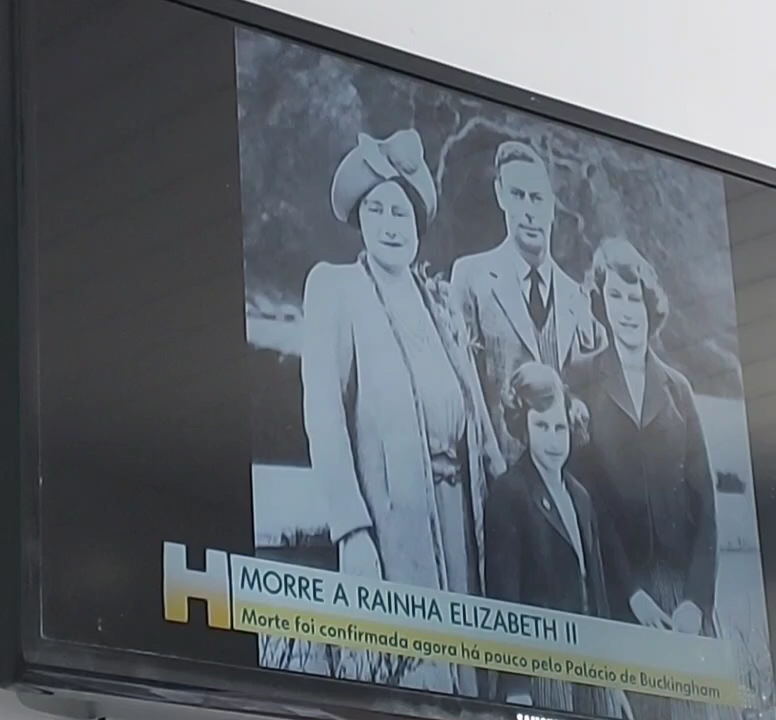 H
MORRE A RAINHA ELIZABETH II
Morte foi confirmada agora há pouco pelo Palácio de Buckingham